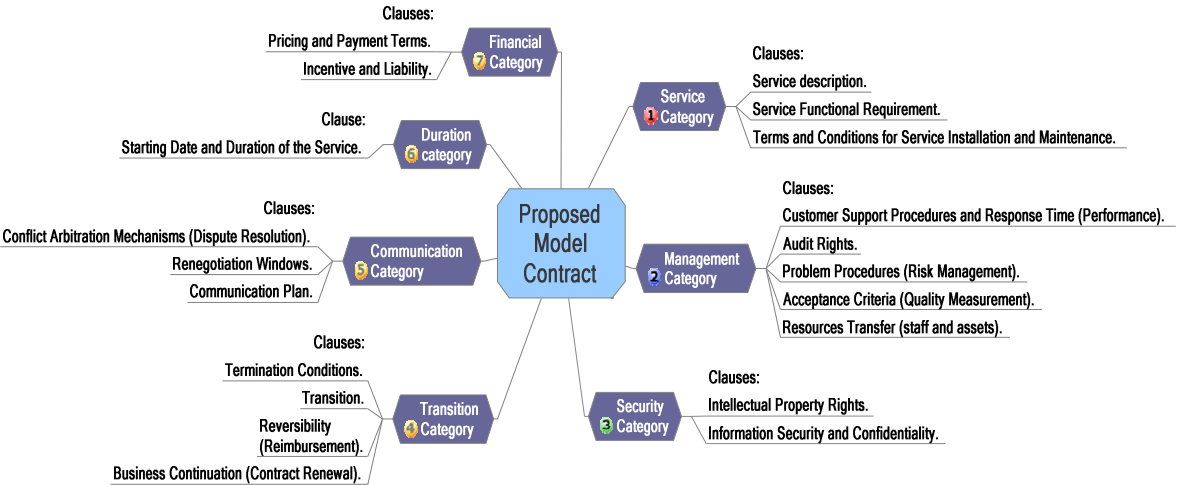 Proposed
Model
Contract
Service
1 Category
Clauses:
Service description.
Service Functional Requirement.
Terms and Conditions for Service Installation and Maintenance.
Management
2 Category
Clauses:
Customer Support Procedures and Response Time (Performance).
Audit Rights.
Problem Procedures (Risk Management).
Acceptance Criteria (Quality Measurement).
Resources Transfer (staff and assets).
Security
3 Category
Clauses:
Intellectual Property Rights.
Information Security and Confidentiality.
Transition
4 Category
Clauses:
Termination Conditions.
Transition.
Reversibility
(Reimbursement).
Business Continuation (Contract Renewal).
Communication
5 Category
Clauses:
Conflict Arbitration Mechanisms (Dispute Resolution).
Renegotiation Windows.
Communication Plan.
Duration
6 category
Clause:
Starting Date and Duration of the Service.
Financial
7 Category
Clauses:
Pricing and Payment Terms.
Incentive and Liability.